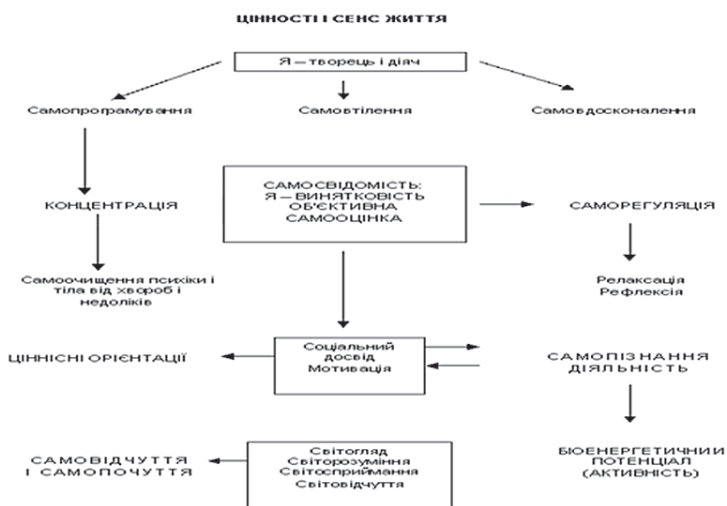 ЦІННОСТІ І СЕНС ЖИТТЯ
Я — творець і діяч
Самопрограмування
Самовтілення
Самовдосконалення
КОНЦЕНТРАЦІЯ
САМОСВІДОМІСТЬ:
Я — ВИНЯТКОВІСТЬ
ОБ'ЄКТИВНА
САМООЦІНКА
САМОРЕГУЛЯЦІЯ
Самоочищення психіки і
тіла від хвороб і
недоліків
Релаксація
Рефлексія
ЦІННІСНІ ОРІЄНТАЦІЇ
Соціальний
досвід
Мотивація
САМОПІЗНАННЯ
ДІЯЛЬНІСТЬ
САМОВІДЧУТТЯ
І САМОПОЧУТТЯ
Світогляд
Світорозуміння
Світосприймання
Світовідчуття
БІОЕНЕРГЕТИЧНИЙ
ПОТЕНЦІАЛ
(АКТИВНІСТЬ)